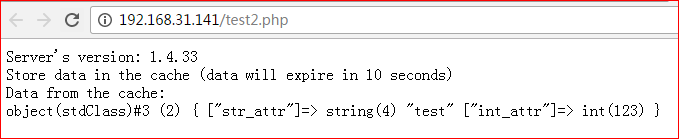 192.168.31.141/test2.php
Server's version: 1.4.33
Store data in the cache (data will expire in 10 seconds)
Data from the cache:
object(stdClass)#3 (2) { ["str_attr"]=> string(4) "test" ["int_attr"]=> int(123) }